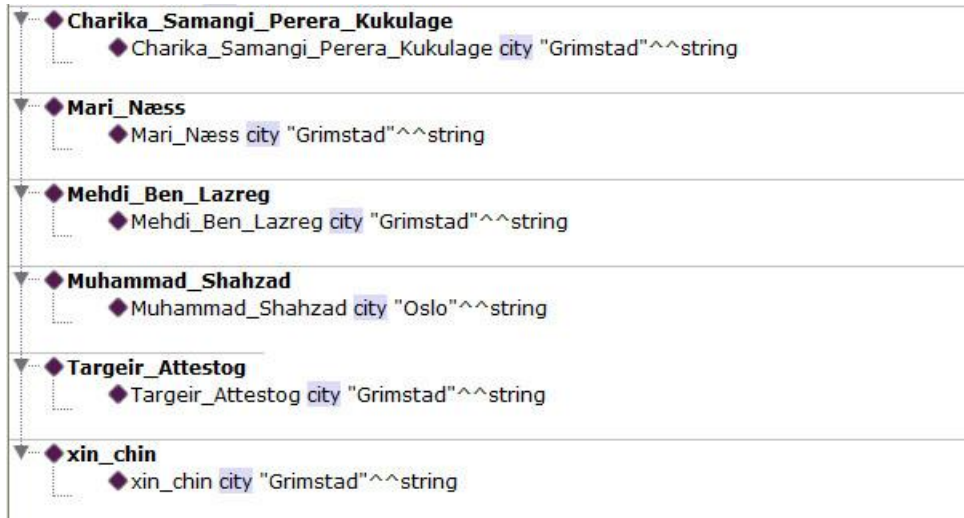 Charika_Samangi_Perera_Kukulage
Charika_Samangi_Perera_Kukulage city "Grimstad"^^string
Mari_Næss
Mari_Næss city "Grimstad"^^string
Mehdi_Ben_Lazreg
Mehdi_Ben_Lazreg city "Grimstad"^^string
Muhammad_Shahzad
Muhammad_Shahzad city "Oslo"^^string
Targeir_Attestog
Targeir_Attestog city "Grimstad"^^string
xin_chin
xin_chin city "Grimstad"^^string